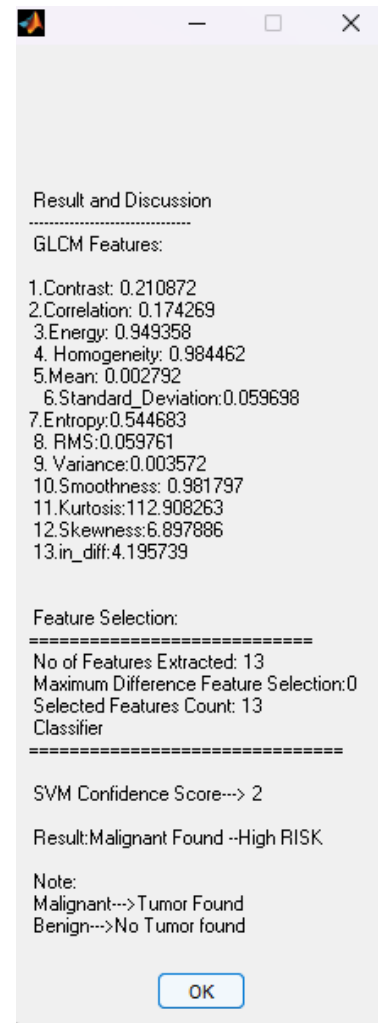 Result and Discussion
--------------------------------
GLCM Features:
1.Contrast: 0.210872
2.Correlation: 0.174269
3.Energy: 0.949358
4. Homogeneity: 0.984462
5.Mean: 0.002792
6.Standard_Deviation:0.059698
7.Entropy:0.544683
8. RMS:0.059761
9. Variance:0.003572
10.Smoothness: 0.981797
11.Kurtosis:112.908263
12.Skewness:6.897886
13.in_diff:4.195739
Feature Selection:
============================
No of Features Extracted: 13
Maximum Difference Feature Selection:0
Selected Features Count: 13
Classifier
===============================
SVM Confidence Score---> 2
Result:Malignant Found --High RISK
Note:
Malignant--->Tumor Found
Benign--->No Tumor found
OK